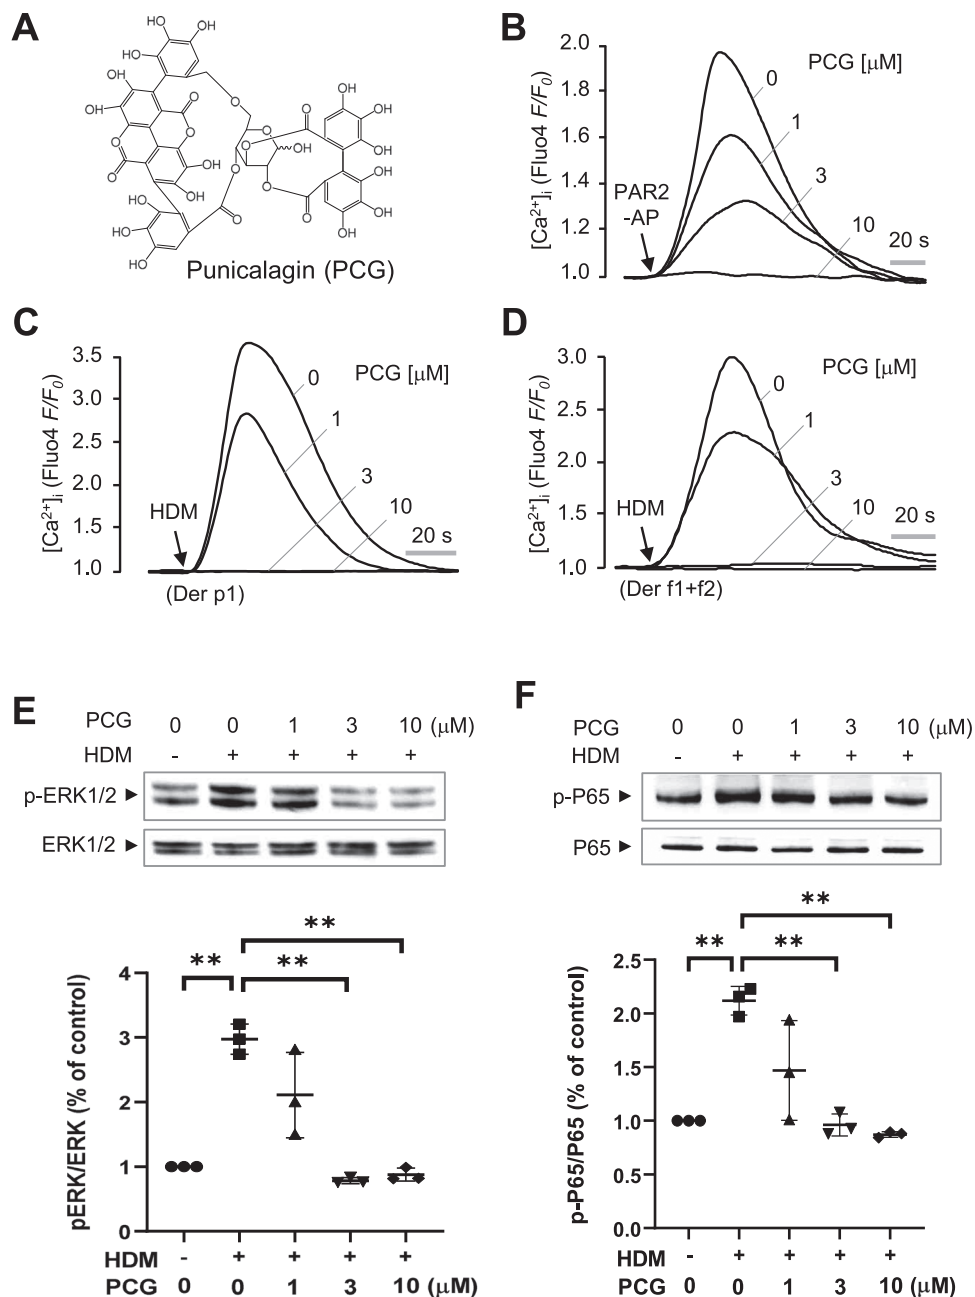 A
OH
OH
HO
OH
HO
HO
HO
O
O
O
O
O
O
HO
OH
OH
OH
O
O
O
O
O
O
O
OH
HO
OH
OH
OH
OH
OH
HO
HO
OH
Punicalagin (PCG)
B
[Ca²⁺]ᵢ (Fluo4 F/F₀)
2.0
1.8
1.6
1.4
1.2
1.0
PCG [μM]
0
1
3
10
PAR2
-AP
20 s
C
[Ca²⁺]ᵢ (Fluo4 F/F₀)
3.5
3.0
2.5
2.0
1.5
1.0
PCG [μM]
0
1
3
10
HDM
20 s
(Der p1)
D
[Ca²⁺]ᵢ (Fluo4 F/F₀)
3.0
2.5
2.0
1.5
1.0
PCG [μM]
0
1
3
10
HDM
20 s
(Der f1+f2)
E
PCG 0 0 1 3 10 (μM)
HDM - + + + +
p-ERK1/2
ERK1/2
pERK/ERK (% of control)
4
3
2
1
0
**
**
**
HDM - + + + +
PCG 0 0 1 3 10 (μM)
F
PCG 0 0 1 3 10 (μM)
HDM - + + + +
p-P65
P65
p-P65/P65 (% of control)
2.5
2.0
1.5
1.0
0.5
0.0
**
**
**
HDM - + + + +
PCG 0 0 1 3 10 (μM)